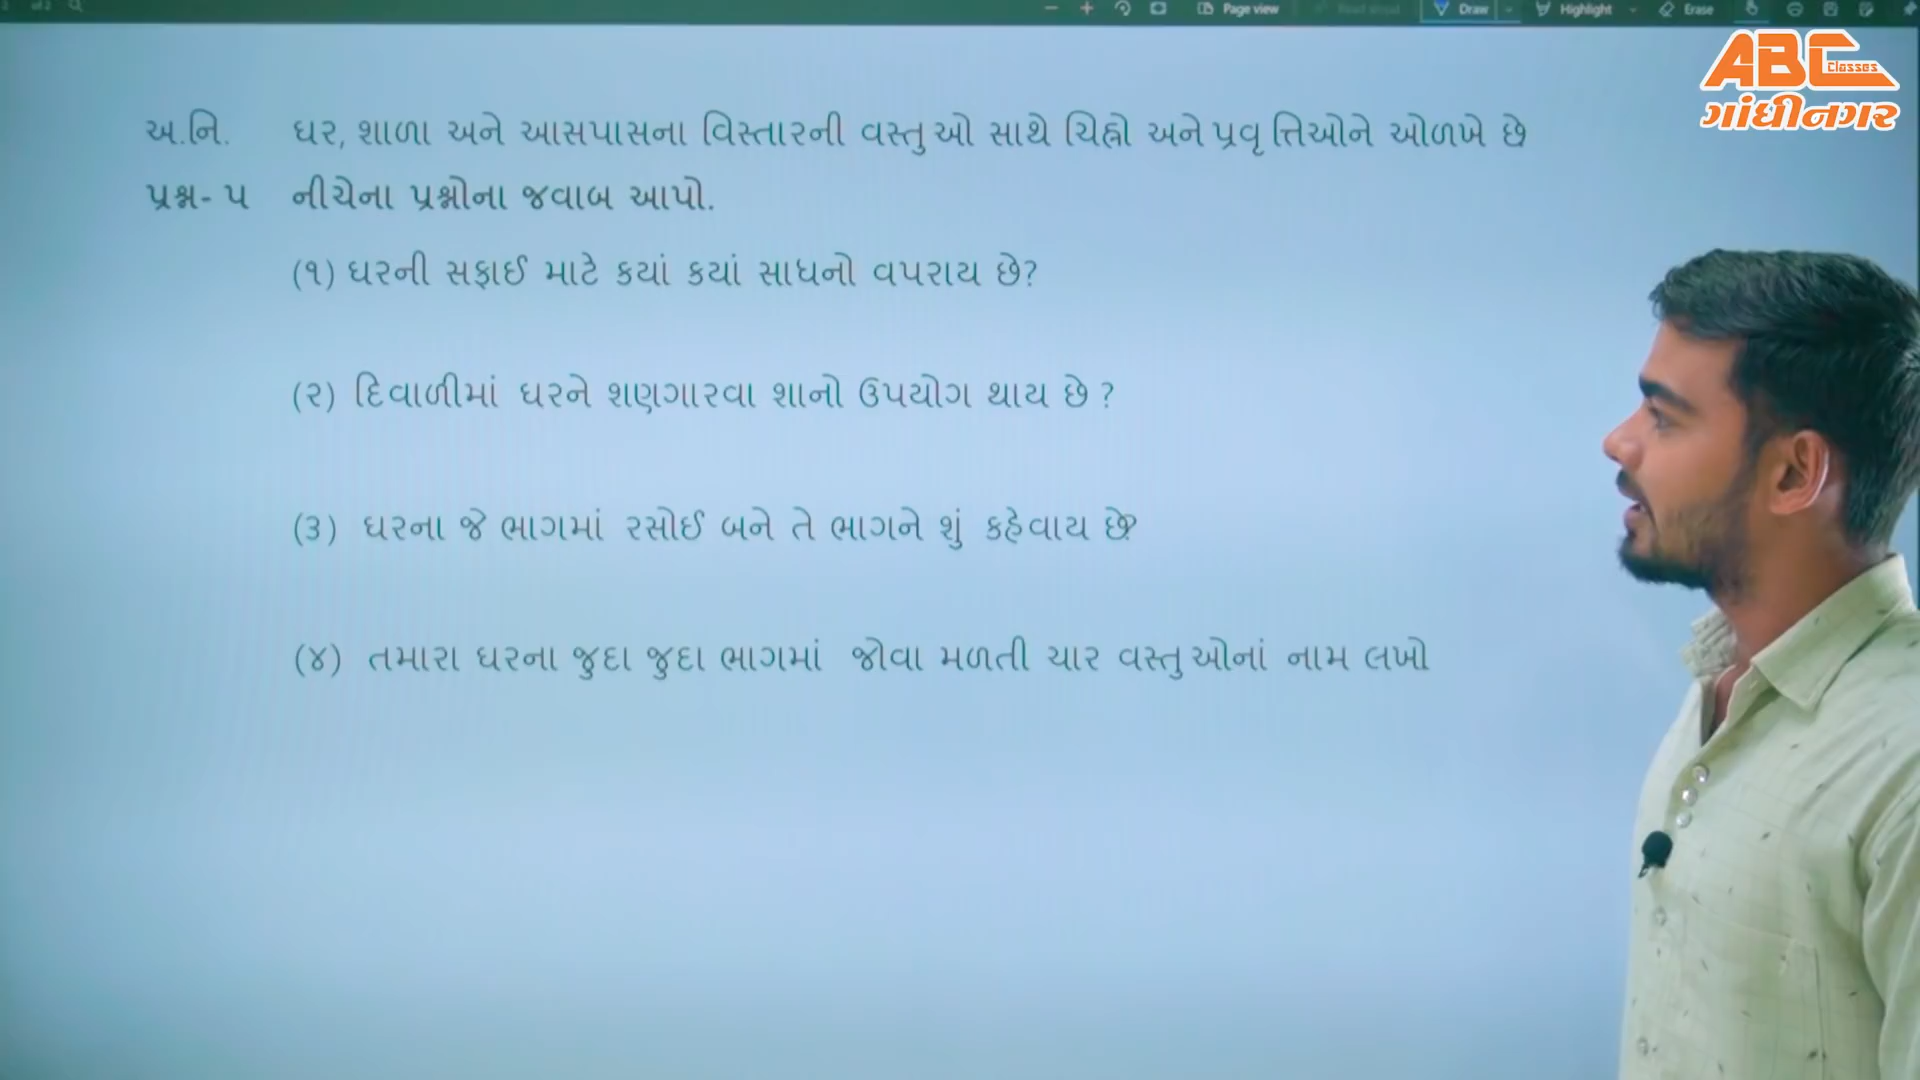 Page view
Draw
Highlight
Erase
ABC
Classes
ગાંધીનગર
અ.નિ. ઘર, શાળા અને આસપાસના વિસ્તારની વસ્તુઓ સાથે ચિહ્નો અને પ્રવૃત્તિઓને ઓળખે છે
પ્રશ્ન- ૫ નીચેના પ્રશ્નોના જવાબ આપો.
(૧) ઘરની સફાઈ માટે કયાં કયાં સાધનો વપરાય છે?
(૨) દિવાળીમાં ઘરને શણગારવા શાનો ઉપયોગ થાય છે ?
(૩) ઘરના જે ભાગમાં રસોઈ બને તે ભાગને શું કહેવાય છે?
(૪) તમારા ઘરના જુદા જુદા ભાગમાં જોવા મળતી ચાર વસ્તુઓનાં નામ લખો